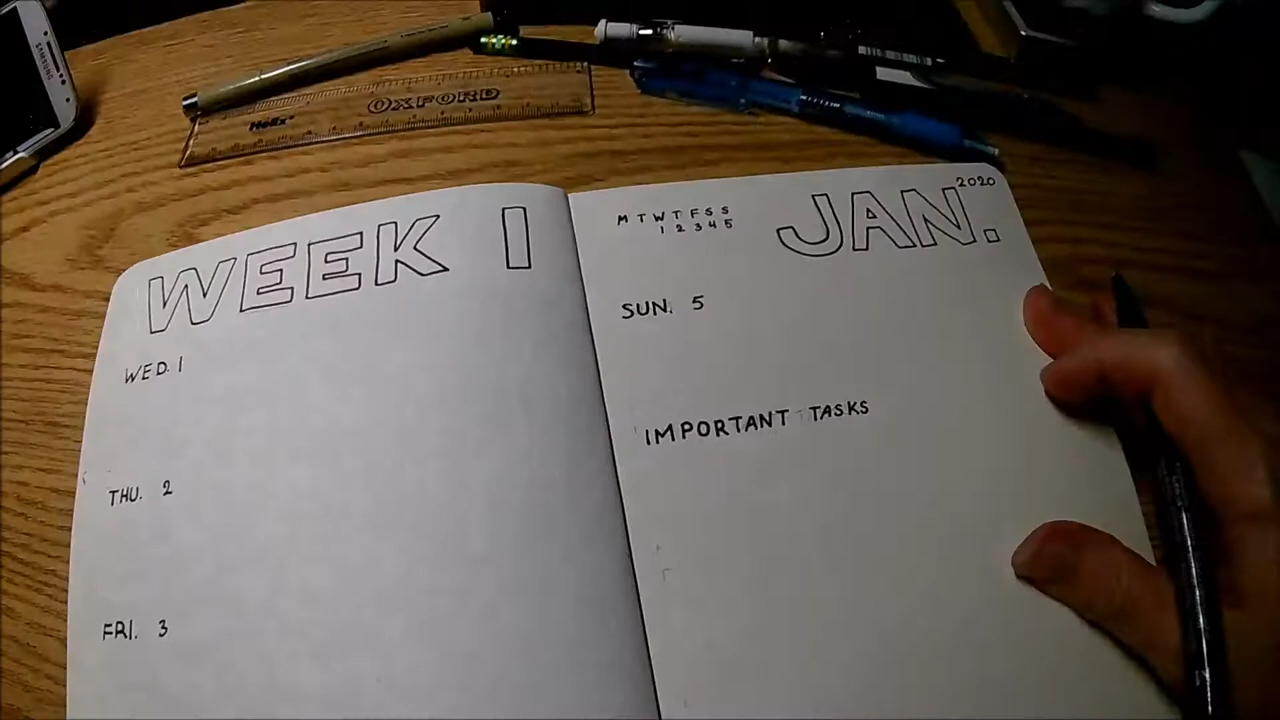 SAMSUNG
OXFORD
Helix
WEEK 1
WED. 1
THU. 2
FRI. 3
2020
JAN.
M T W T F S S
1 2 3 4 5
SUN. 5
IMPORTANT TASKS